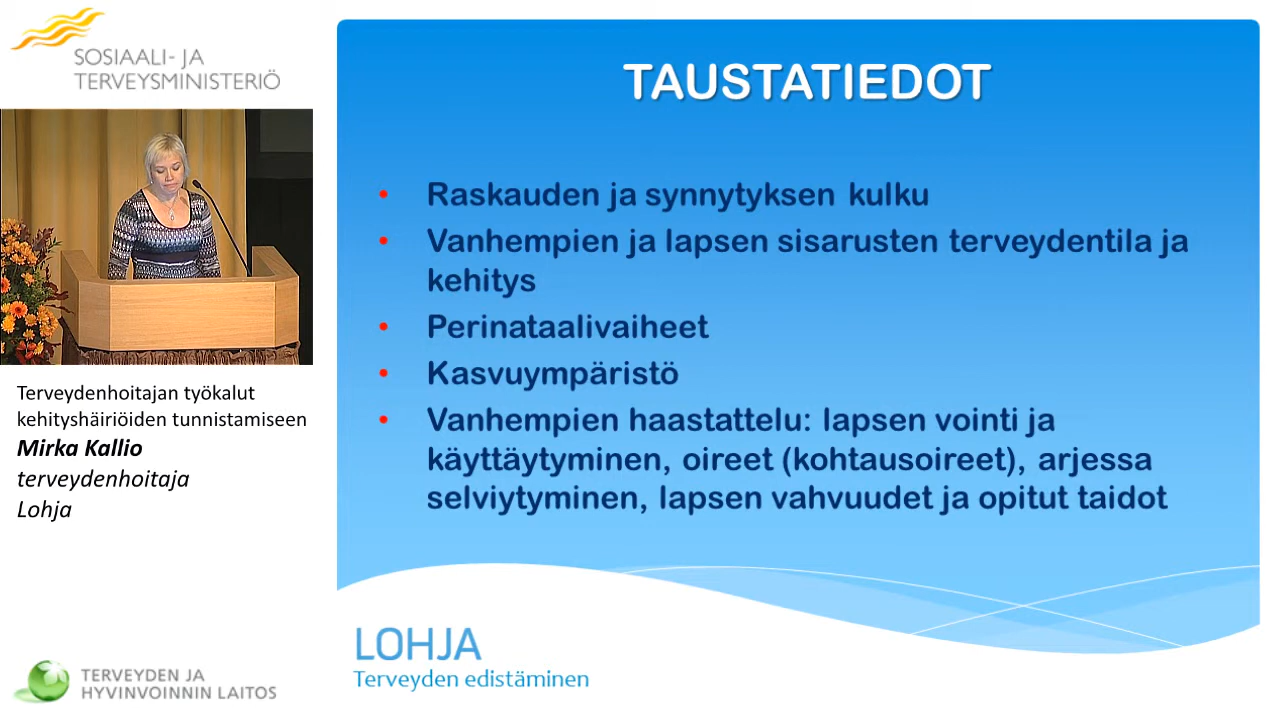 SOSIAALI- JA
TERVEYSMINISTERIÖ
Terveydenhoitajan työkalut
kehityshäiriöiden tunnistamiseen
Mirka Kallio
terveydenhoitaja
Lohja
TERVEYDEN JA
HYVINVOINNIN LAITOS
TAUSTATIEDOT
• Raskauden ja synnytyksen kulku
• Vanhempien ja lapsen sisarusten terveydentila ja
kehitys
• Perinataalivaiheet
• Kasvuympäristö
• Vanhempien haastattelu: lapsen vointi ja
käyttäytyminen, oireet (kohtausoireet), arjessa
selviytyminen, lapsen vahvuudet ja opitut taidot
LOHJA
Terveyden edistäminen